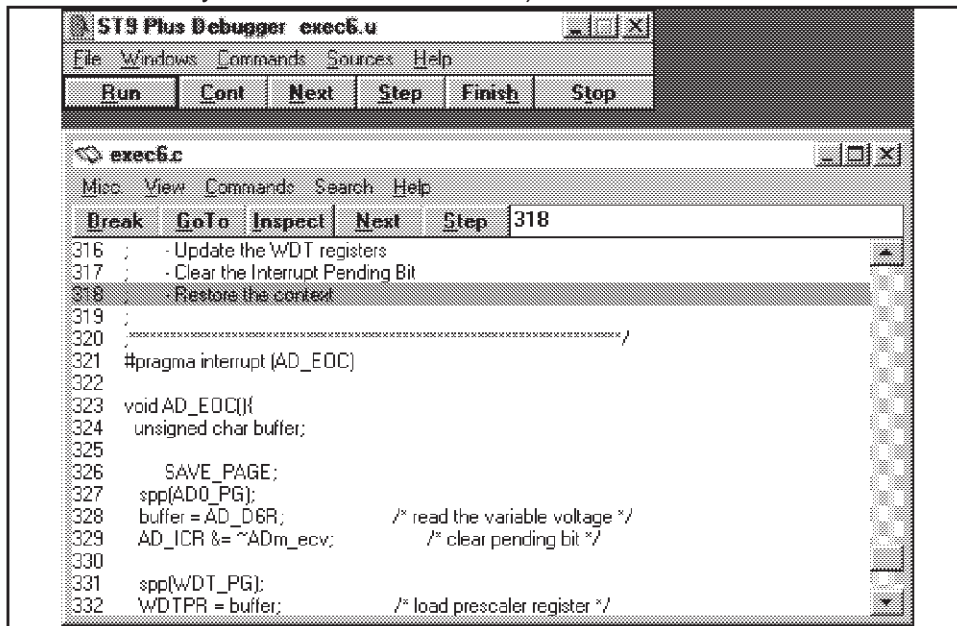 ST9 Plus Debugger exec6.u
File Windows Commands Sources Help
Run Cont Next Step Finish Stop
exec6.c
Misc. View Commands Search Help
Break GoTo Inspect Next Step 318
316 ; - Update the WDT registers
317 ; - Clear the Interrupt Pending Bit
318 ; - Restore the context
319 ;
320 ;***************************************************************************/
321 #pragma interrupt (AD_EOC)
322
323 void AD_EOC(){
324 unsigned char buffer;
325
326 SAVE_PAGE;
327 spp(AD0_PG);
328 buffer = AD_D6R; /* read the variable voltage */
329 AD_ICR &= ~ADm_ecv; /* clear pending bit */
330
331 spp(WDT_PG);
332 WDTPR = buffer; /* load prescaler register */